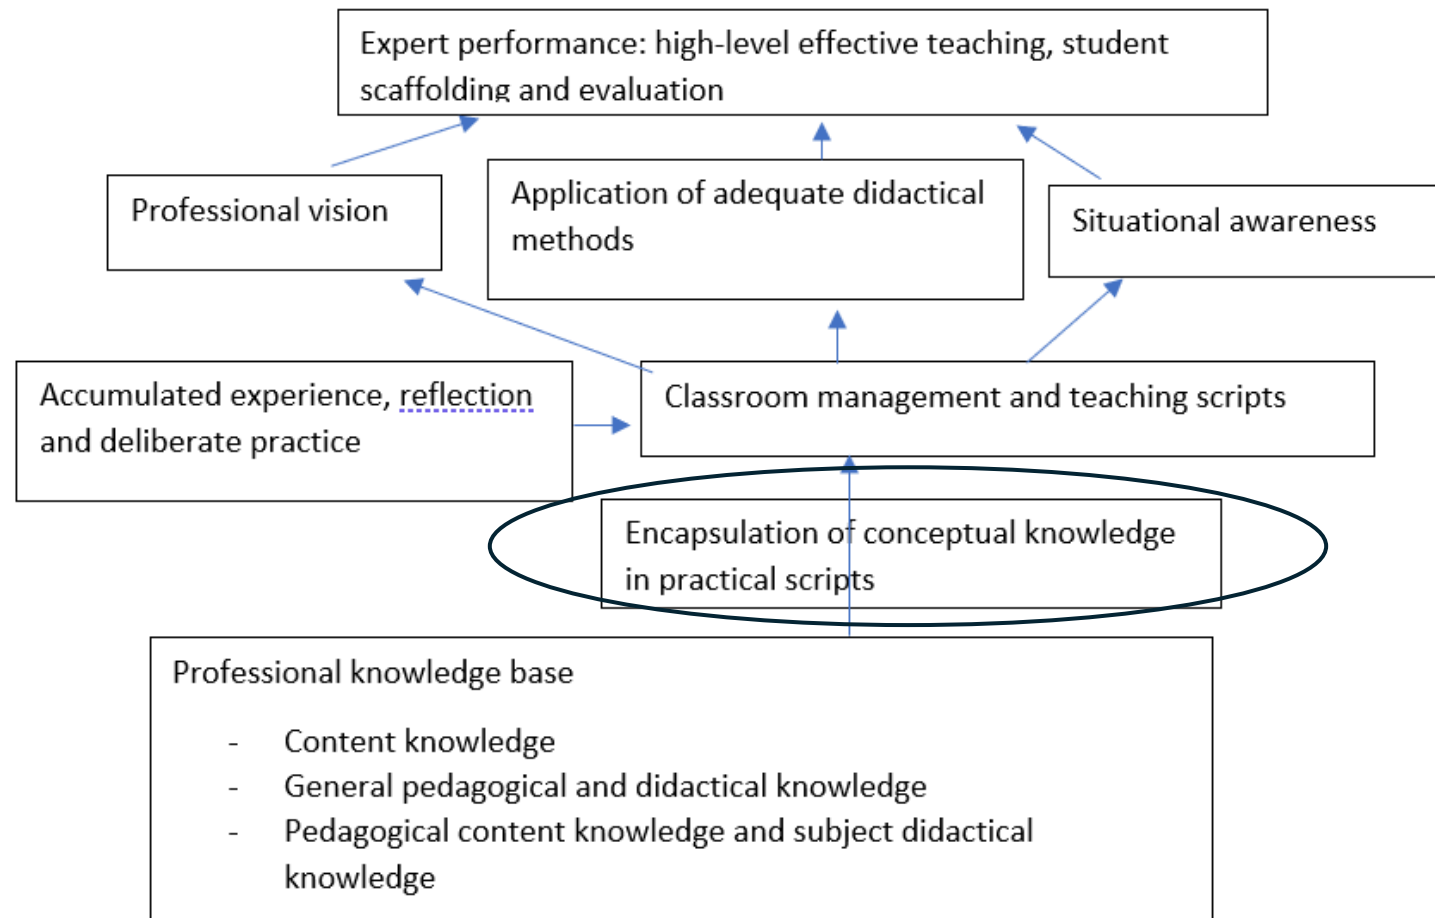 Expert performance: high-level effective teaching, student
scaffolding and evaluation
Professional vision
Application of adequate didactical
methods
Situational awareness
Accumulated experience, reflection
and deliberate practice
Classroom management and teaching scripts
Encapsulation of conceptual knowledge
in practical scripts
Professional knowledge base
- Content knowledge
- General pedagogical and didactical knowledge
- Pedagogical content knowledge and subject didactical
knowledge